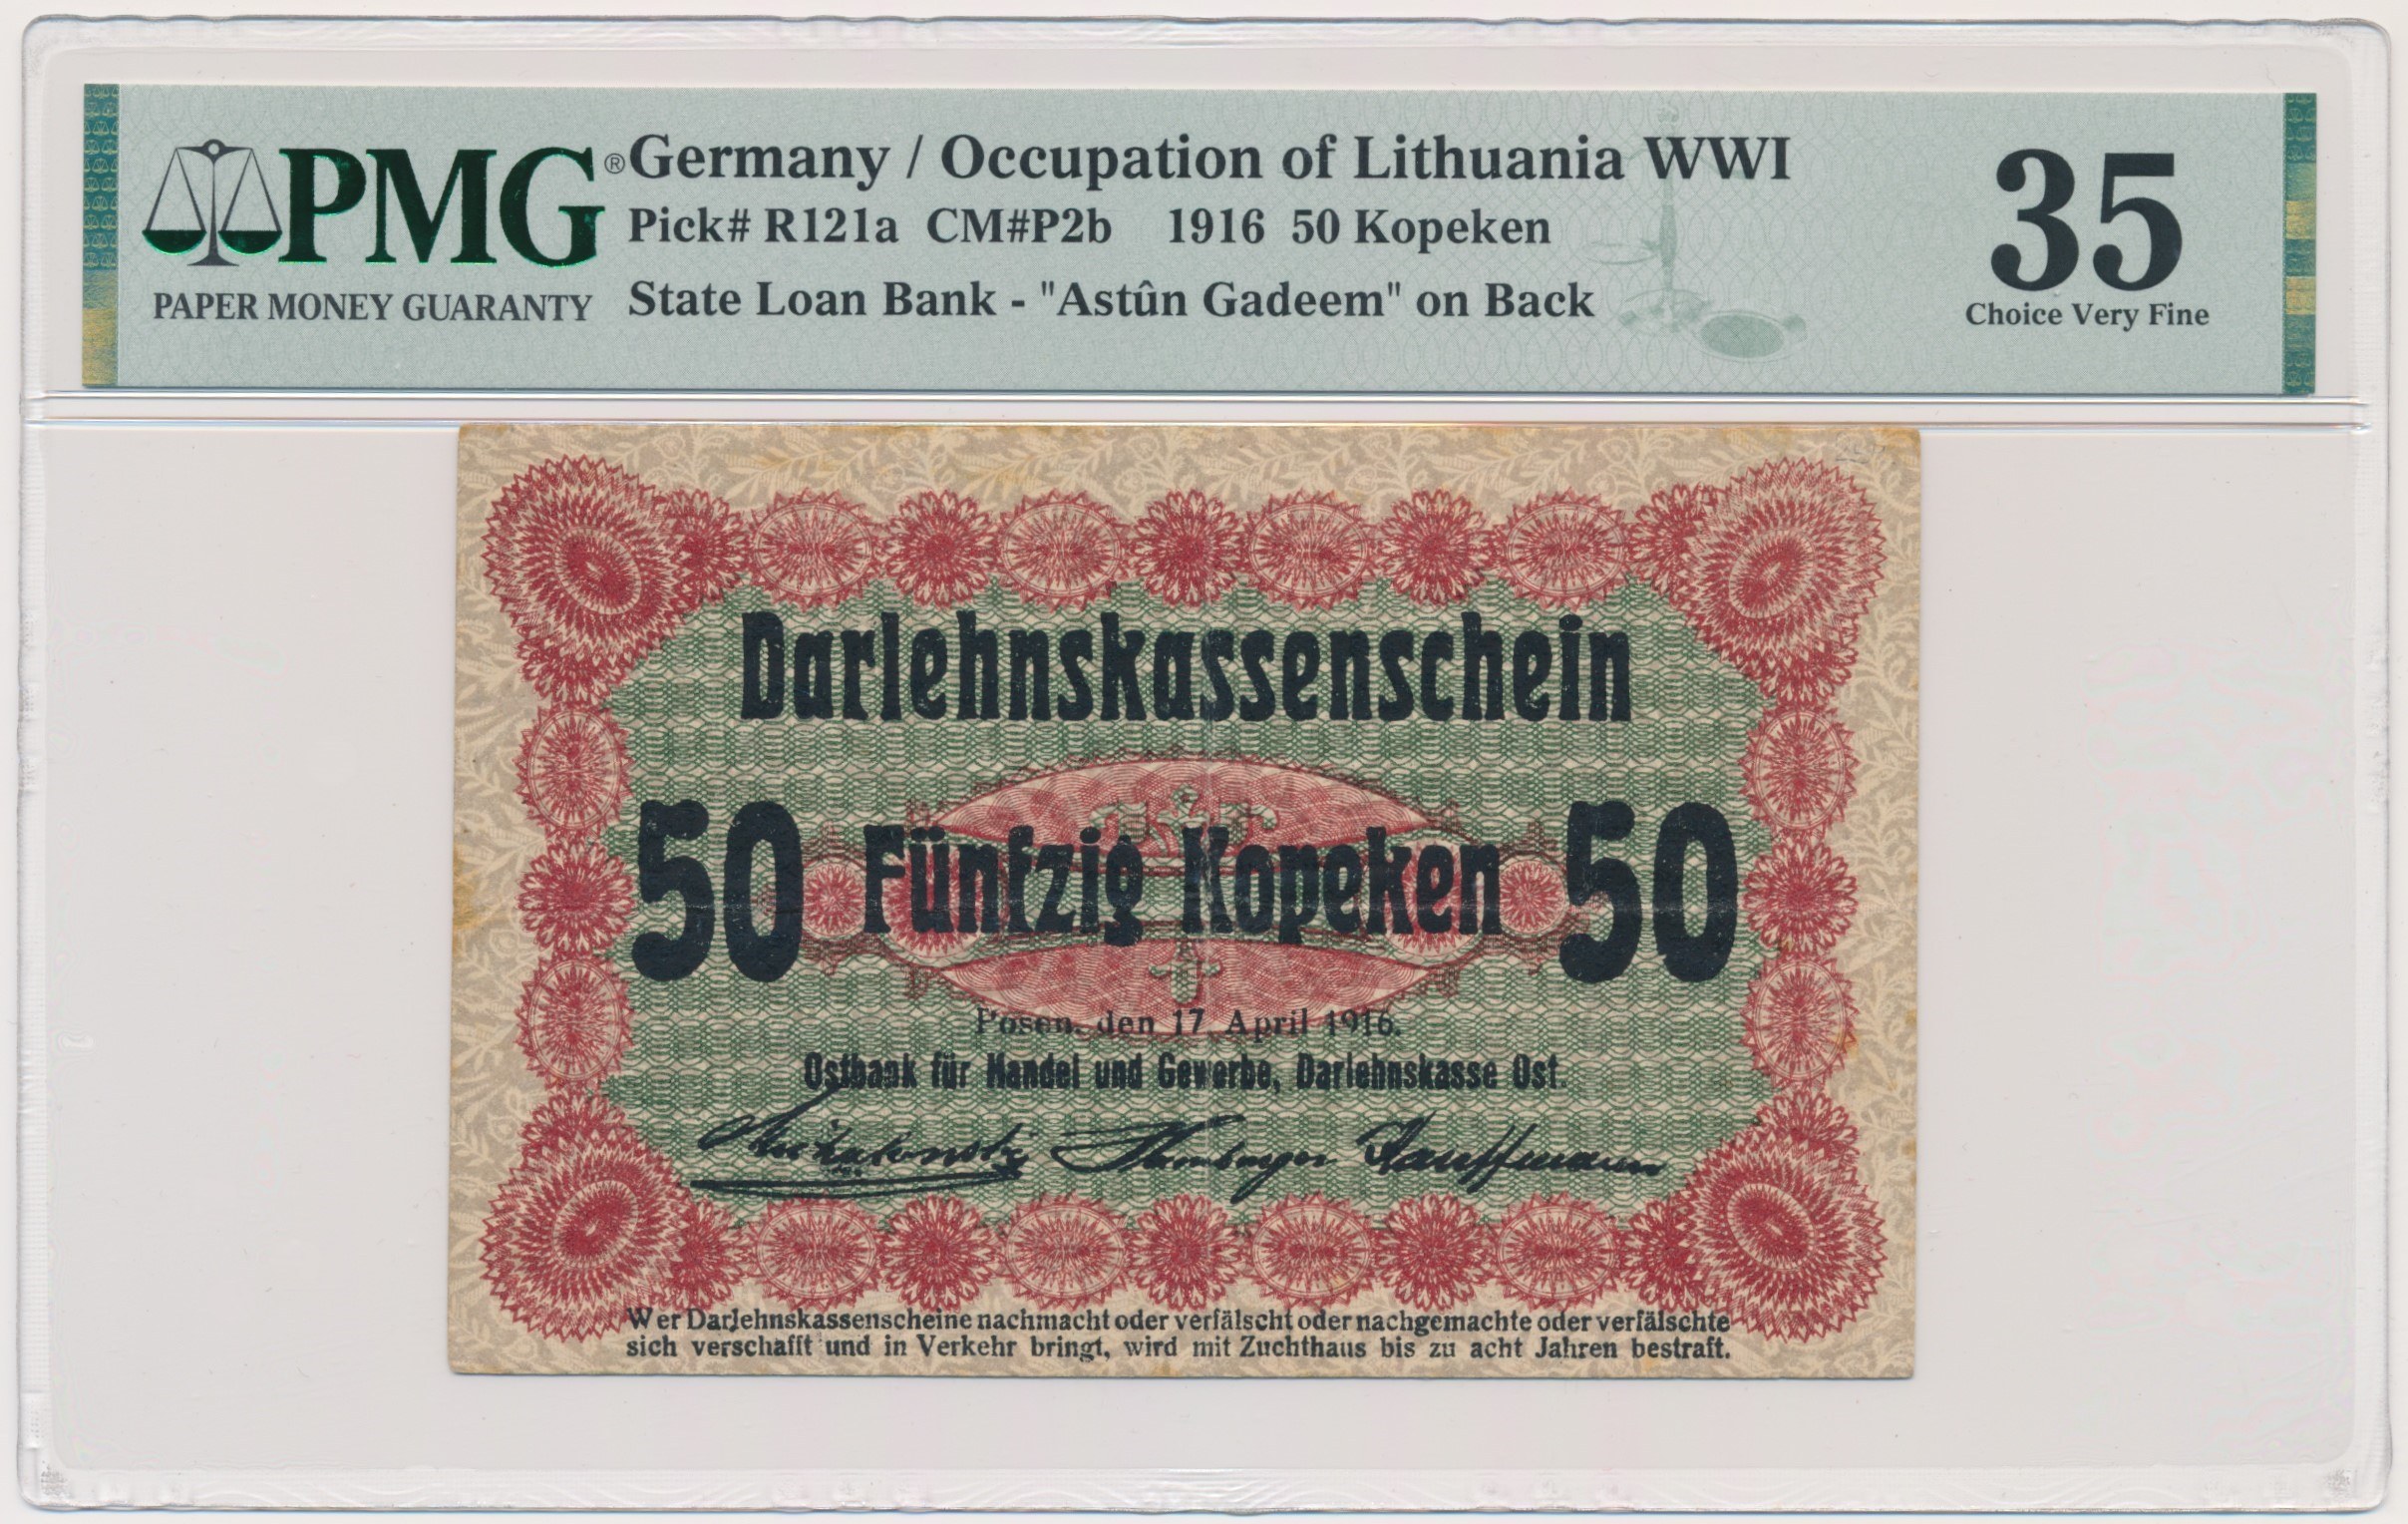 PMG®
PAPER MONEY GUARANTY
Germany / Occupation of Lithuania WWI
Pick# R121a CM#P2b 1916 50 Kopeken
State Loan Bank - "Astûn Gadeem" on Back
35
Choice Very Fine
Darlehnskassenschein
50 Fünfzig Kopeken 50
Posen, den 17. April 1916.
Ostbank für Handel und Gewerbe, Darlehnskasse Ost.
Kauffmann
Wer Darlehnskassenscheine nachmacht oder verfälscht oder nachgemachte oder verfälschte
sich verschafft und in Verkehr bringt, wird mit Zuchthaus bis zu acht Jahren bestraft.